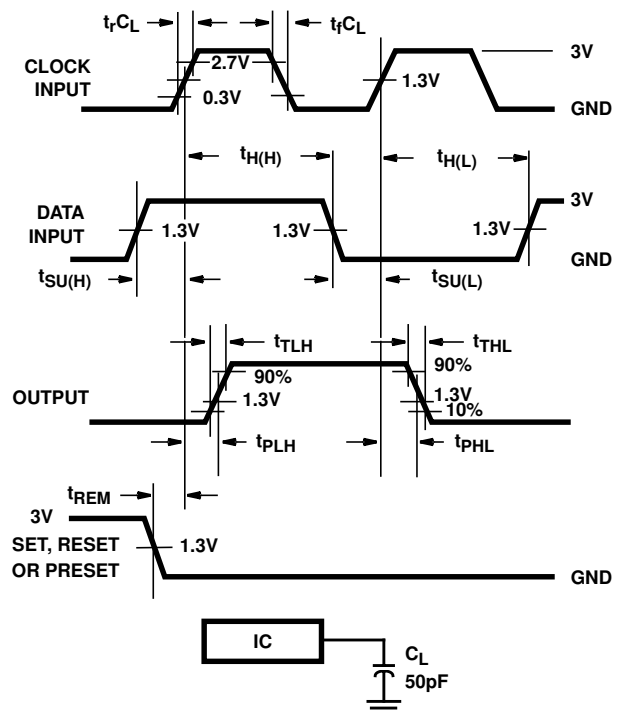 trCL
tfCL
CLOCK
INPUT
2.7V
0.3V
1.3V
3V
GND
tH(H)
tH(L)
DATA
INPUT
1.3V
1.3V
1.3V
3V
GND
tSU(H)
tSU(L)
tTLH
tTHL
OUTPUT
90%
1.3V
90%
1.3V
10%
tPLH
tPHL
tREM
3V
SET, RESET
OR PRESET
1.3V
GND
IC
CL
50pF